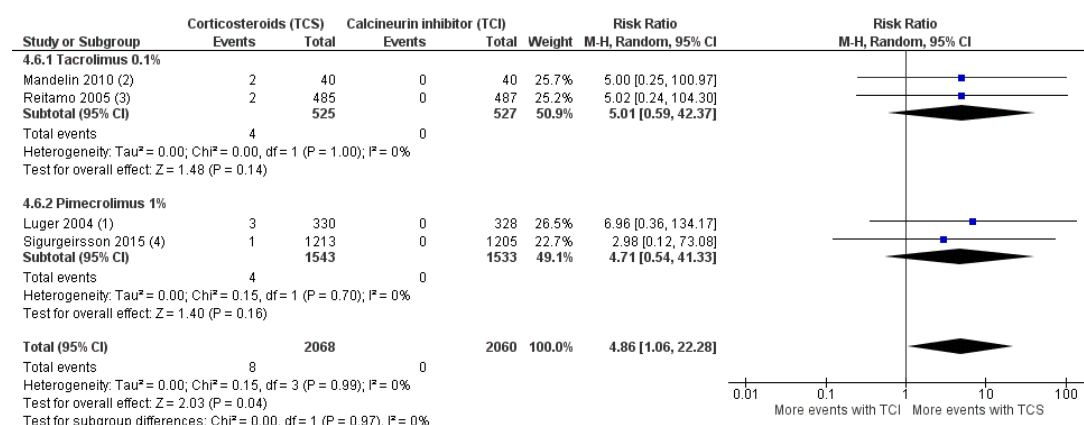 Corticosteroids (TCS) Calcineurin inhibitor (TCI) Risk Ratio Risk Ratio
Study or Subgroup Events Total Events Total Weight M-H, Random, 95% CI M-H, Random, 95% CI
4.6.1 Tacrolimus 0.1%
Mandelin 2010 (2) 2 40 0 40 25.7% 5.00 [0.25, 100.97]
Reitamo 2005 (3) 2 485 0 487 25.2% 5.02 [0.24, 104.30]
Subtotal (95% CI) 525 527 50.9% 5.01 [0.59, 42.37]
Total events 4 0
Heterogeneity: Tau² = 0.00; Chi² = 0.00, df = 1 (P = 1.00); I² = 0%
Test for overall effect: Z = 1.48 (P = 0.14)
4.6.2 Pimecrolimus 1%
Luger 2004 (1) 3 330 0 328 26.5% 6.96 [0.36, 134.17]
Sigurgeirsson 2015 (4) 1 1213 0 1205 22.7% 2.98 [0.12, 73.08]
Subtotal (95% CI) 1543 1533 49.1% 4.71 [0.54, 41.33]
Total events 4 0
Heterogeneity: Tau² = 0.00; Chi² = 0.15, df = 1 (P = 0.70); I² = 0%
Test for overall effect: Z = 1.40 (P = 0.16)
Total (95% CI) 2068 2060 100.0% 4.86 [1.06, 22.28]
Total events 8 0
Heterogeneity: Tau² = 0.00; Chi² = 0.15, df = 3 (P = 0.99); I² = 0%
Test for overall effect: Z = 2.03 (P = 0.04)
Test for subgroup differences: Chi² = 0.00, df = 1 (P = 0.97), I² = 0%
0.01 0.1 1 10 100
More events with TCI More events with TCS